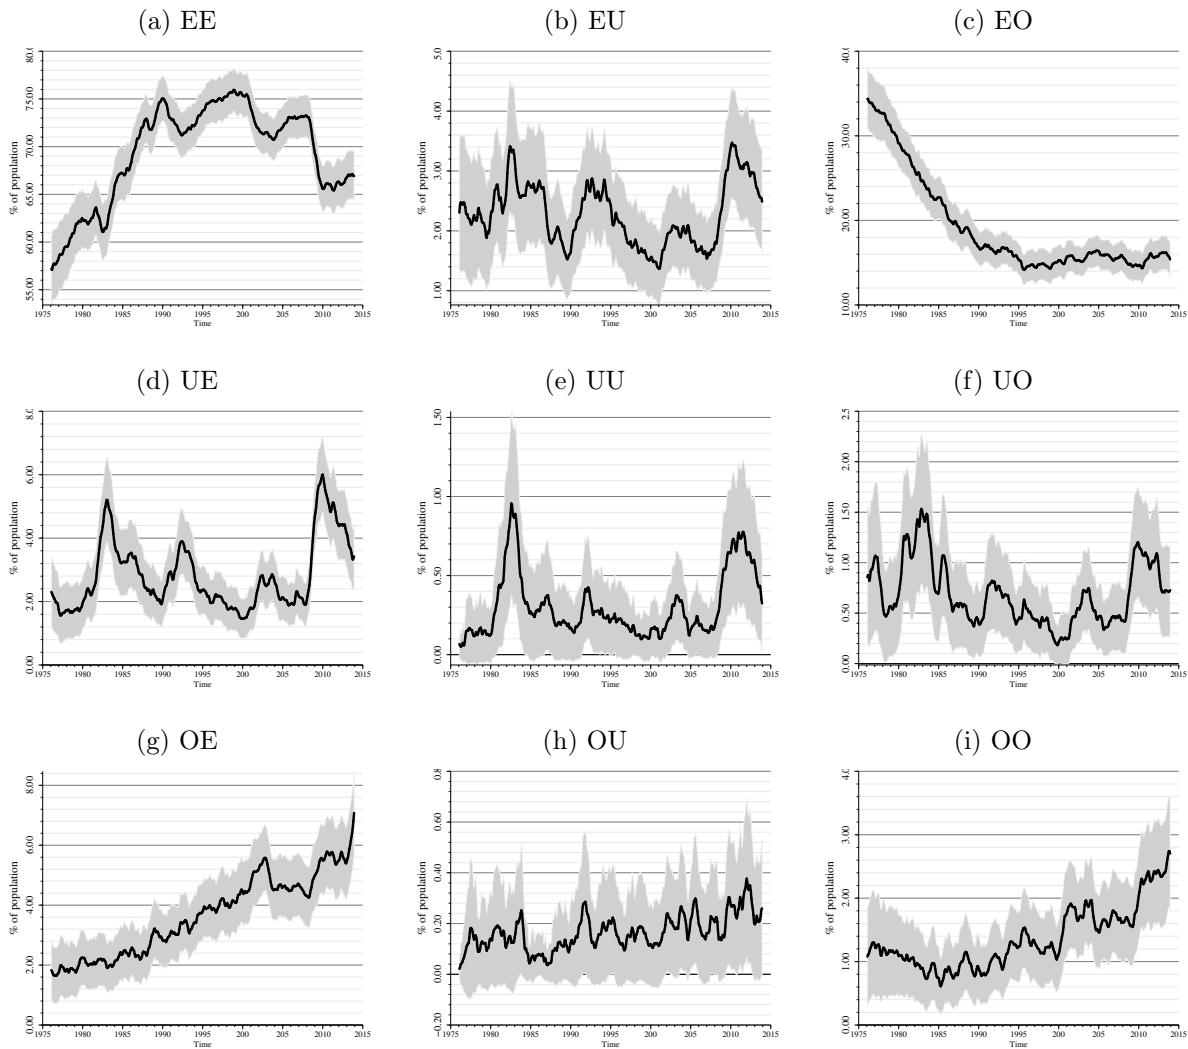 (a) EE
(b) EU
(c) EO
% of population
55.00 60.00 65.00 70.00 75.00 80.
1975 1980 1985 1990 1995 200 205 2010 2015
Time
% of population
1.00 2.00 3.00 4.00 5.0
1975 1980 1985 1990 1995 200 205 2010 2015
Time
% of population
10.00 20.00 30.00 40.
1975 1980 1985 1990 1995 200 205 2010 2015
Time
(d) UE
(e) UU
(f) UO
% of population
0.00 2.00 4.00 6.00 8.
1975 1980 1985 1990 1995 200 205 2010 2015
Time
% of population
0.00 0.50 1.00 1.50
1975 1980 1985 1990 1995 200 205 2010 2015
Time
% of population
0.00 0.50 1.00 1.50 2.00 2.5
1975 1980 1985 1990 1995 200 205 2010 2015
Time
(g) OE
(h) OU
(i) OO
% of population
0.00 2.00 4.00 6.00 8.00
1975 1980 1985 1990 1995 200 205 2010 2015
Time
% of population
0.20 0.00 0.20 0.40 0.60 0.8
1975 1980 1985 1990 1995 200 205 2010 2015
Time
% of population
0.00 1.00 2.00 3.00 4.
1975 1980 1985 1990 1995 200 205 2010 2015
Time